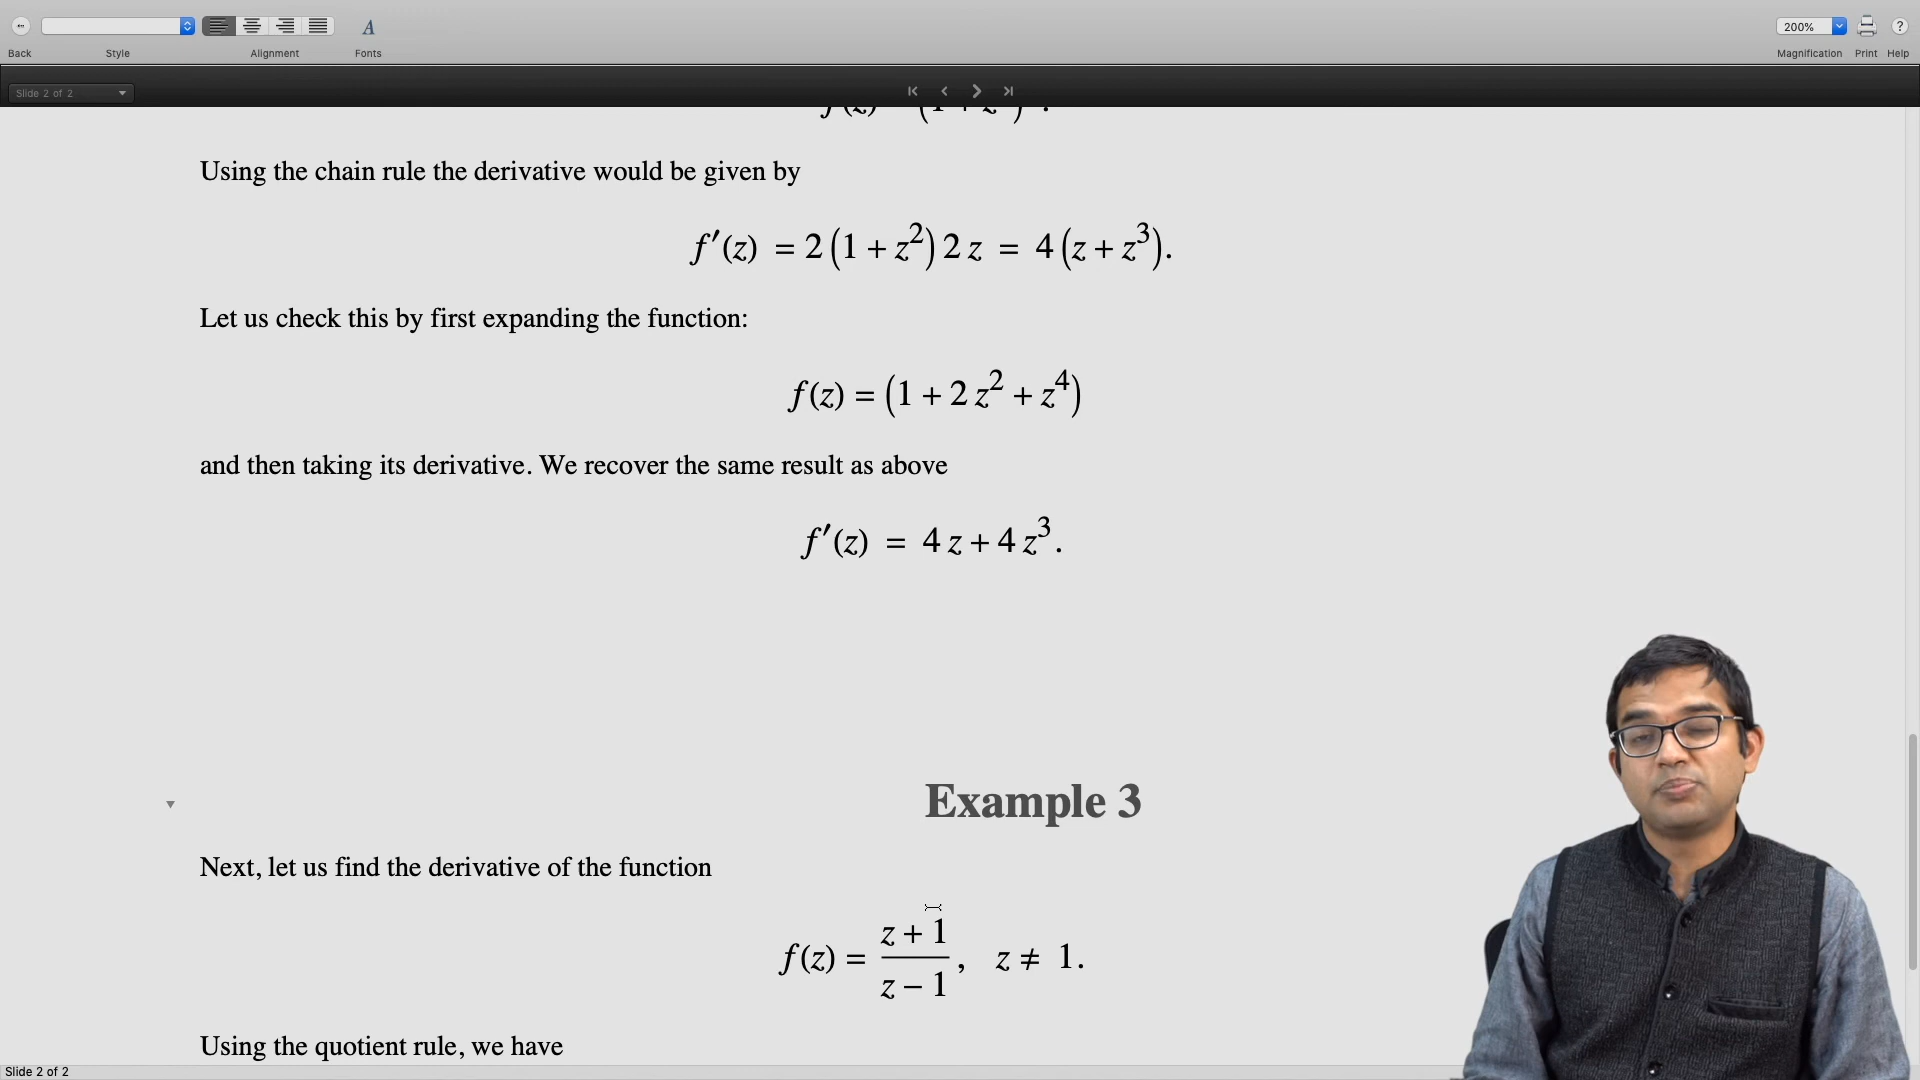 200%
Back Style Alignment Fonts Magnification Print Help
Slide 2 of 2
Using the chain rule the derivative would be given by
f′(z) = 2 (1 + z²) 2 z = 4 (z + z³).
Let us check this by first expanding the function:
f(z) = (1 + 2 z² + z⁴)
and then taking its derivative. We recover the same result as above
f′(z) = 4 z + 4 z³.
Example 3
Next, let us find the derivative of the function
f(z) = (z + 1)/(z − 1), z ≠ 1.
Using the quotient rule, we have
Slide 2 of 2